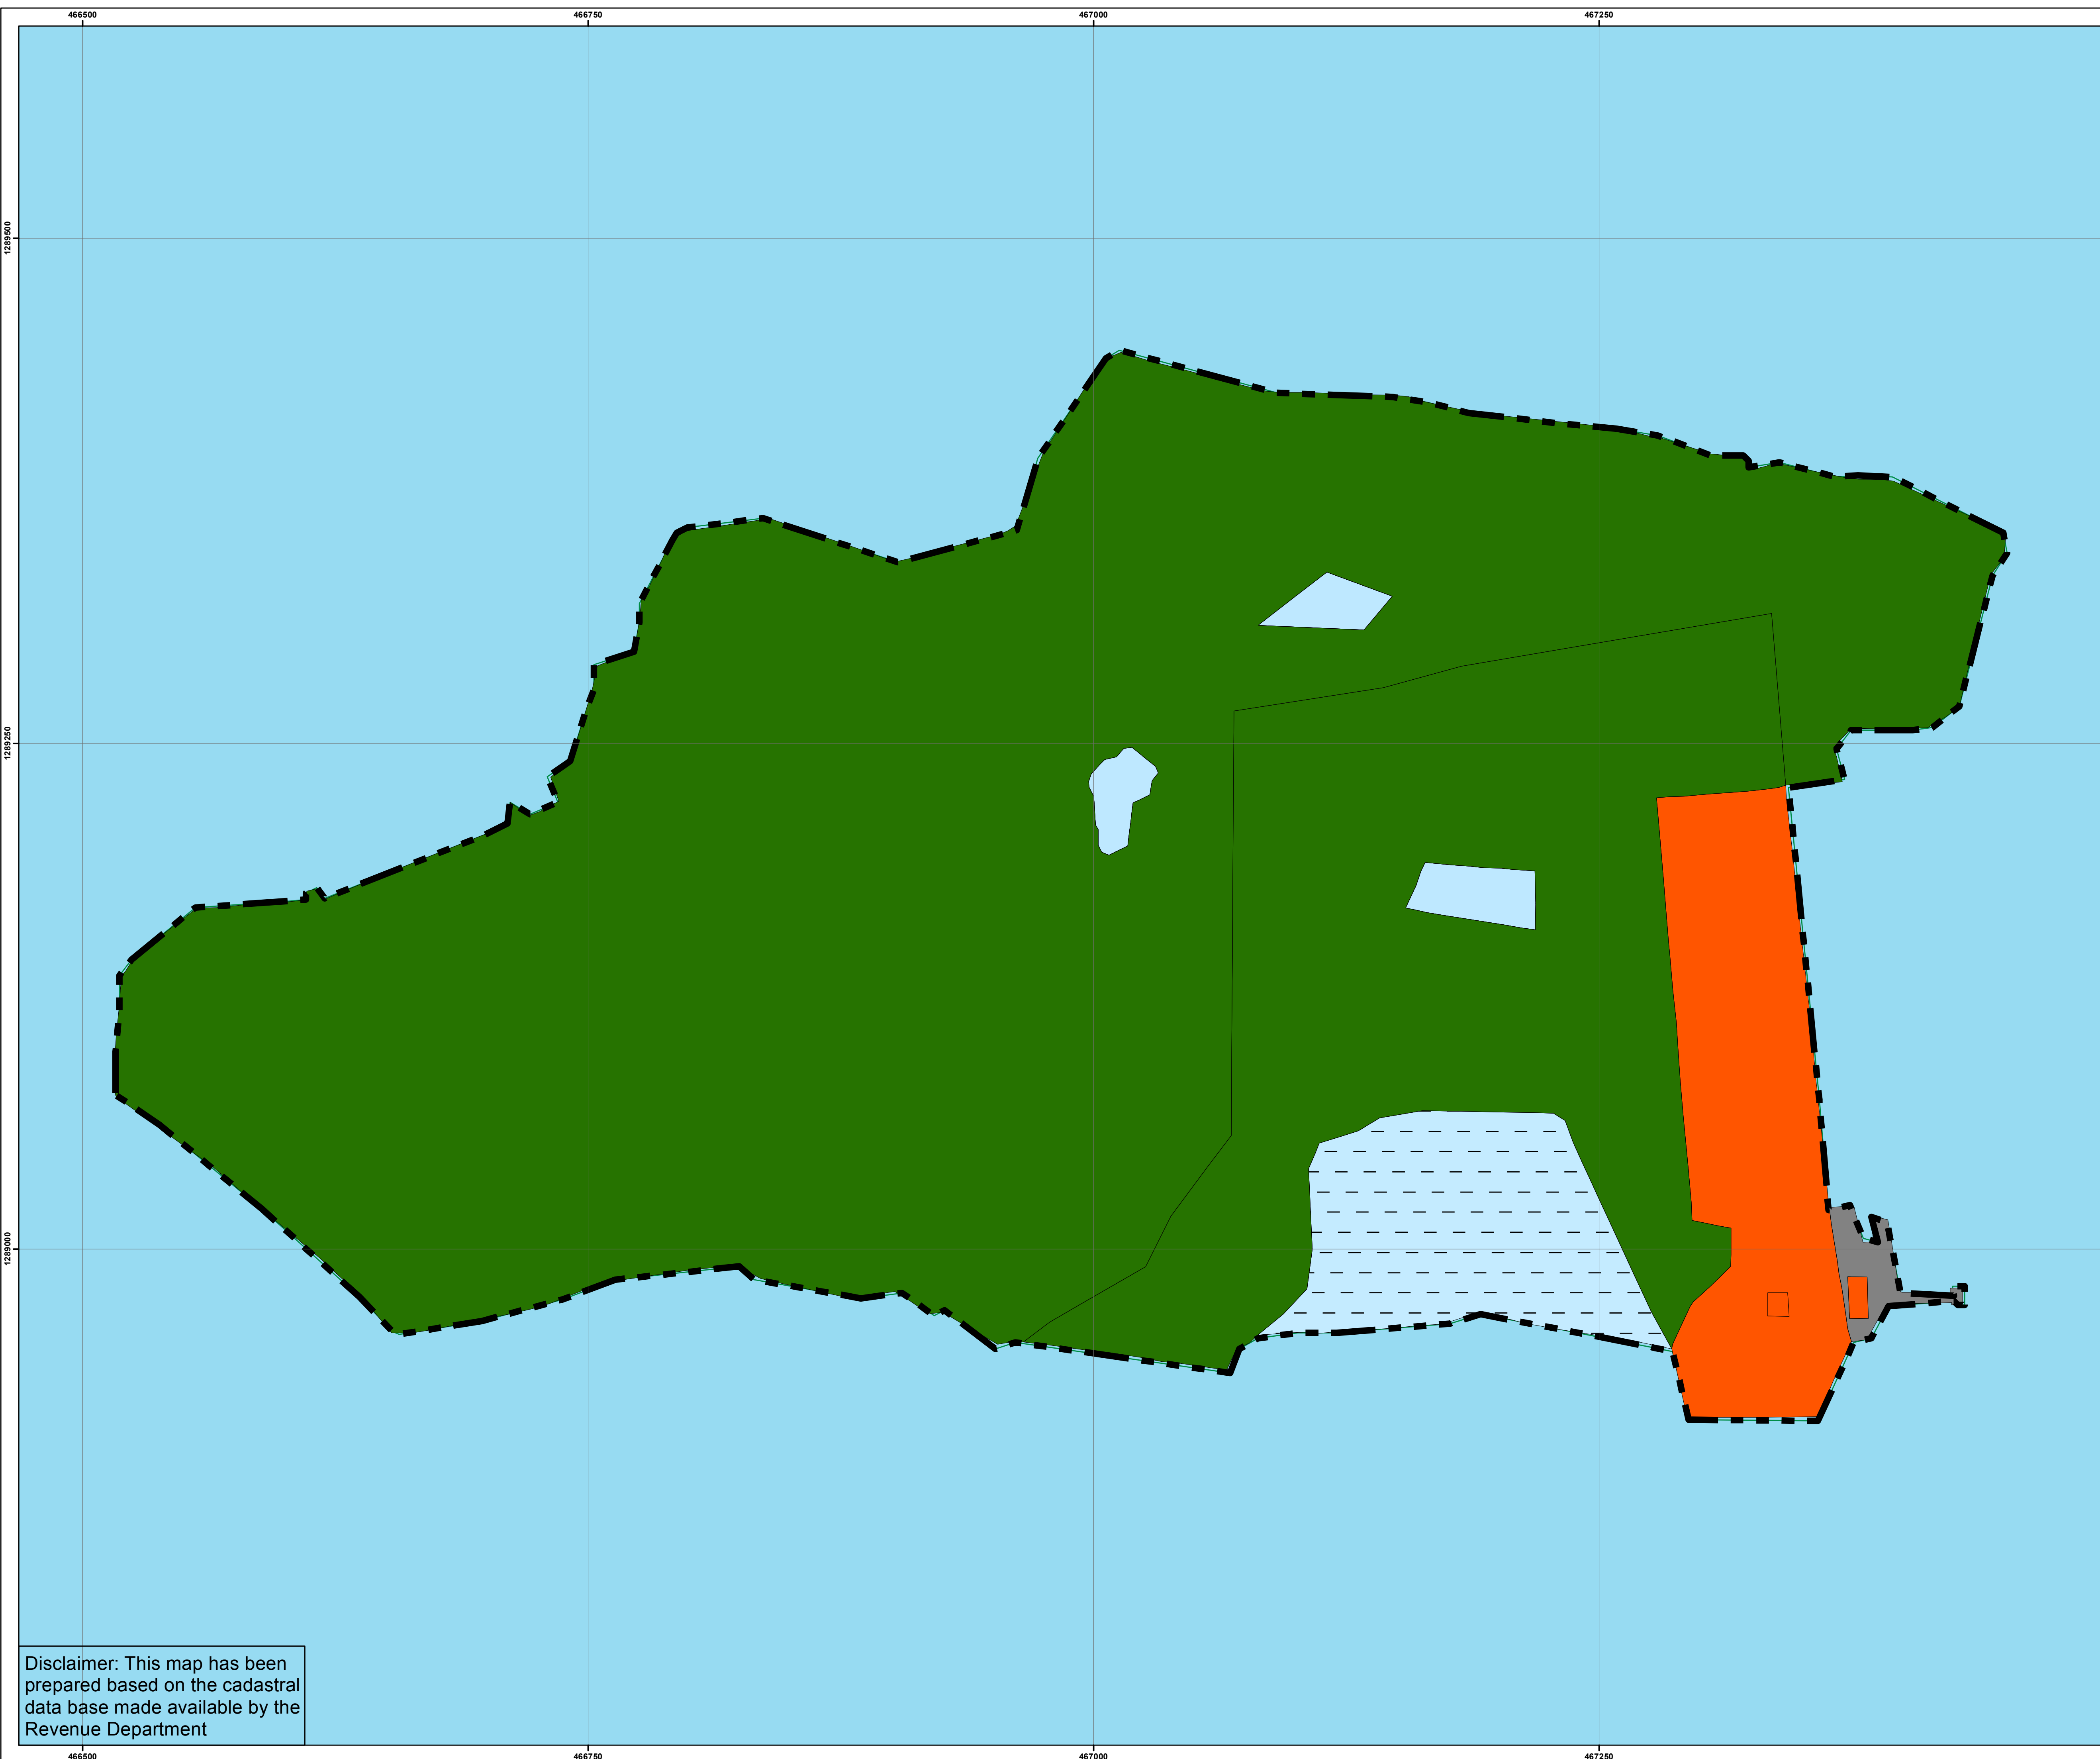 466500
466750
467000
467250
1289500
1289250
1289000
Disclaimer: This map has been
prepared based on the cadastral
data base made available by the
Revenue Department
466500
466750
467000
467250